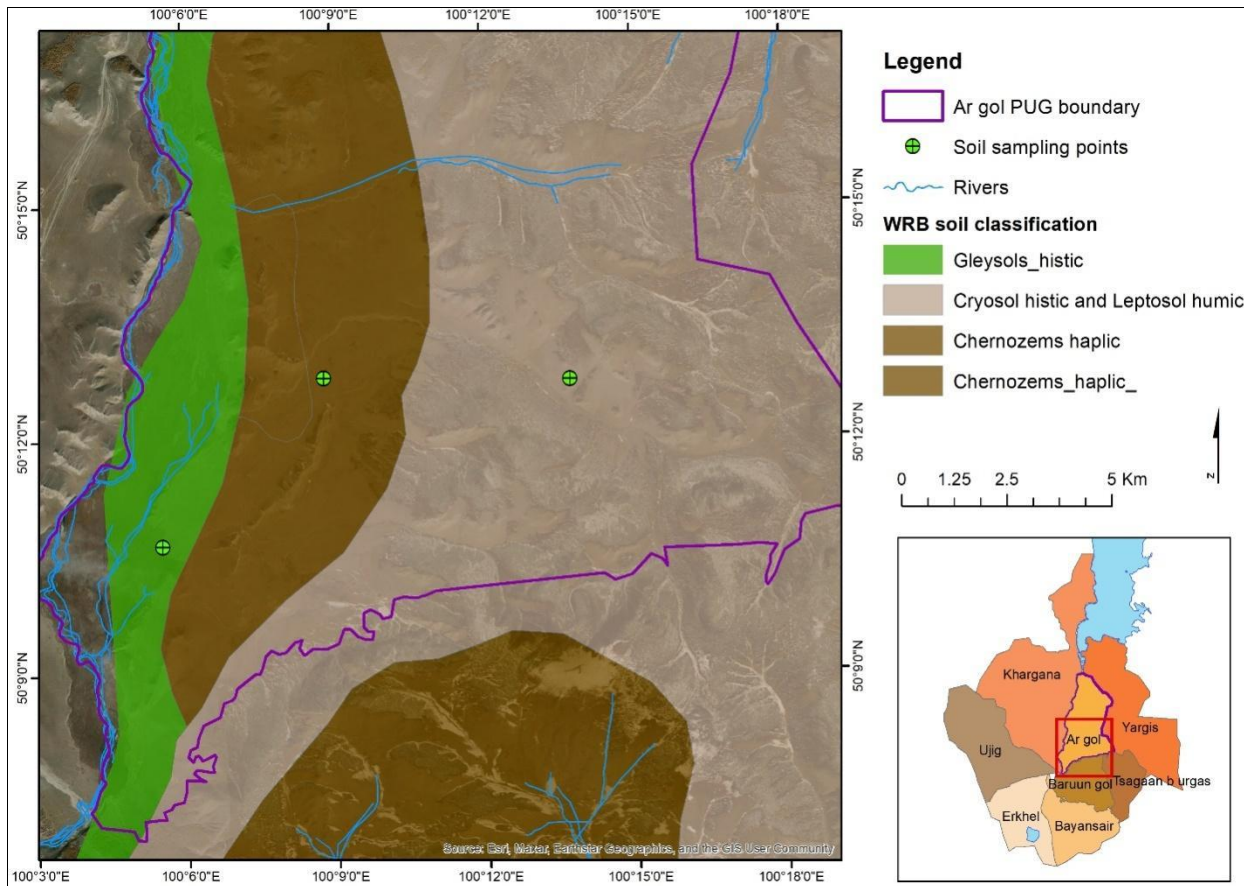 100°6'0"E 100°9'0"E 100°12'0"E 100°15'0"E 100°18'0"E
50°15'0"N
50°12'0"N
50°9'0"N
50°15'0"N
50°12'0"N
50°9'0"N
Source: Esri, Maxar, Earthstar Geographics, and the GIS User Community
100°3'0"E 100°6'0"E 100°9'0"E 100°12'0"E 100°15'0"E 100°18'0"E
Legend
Ar gol PUG boundary
Soil sampling points
Rivers
WRB soil classification
Gleysols_histic
Cryosol histic and Leptosol humic
Chernozems haplic
Chernozems_haplic_
N
0 1.25 2.5 5 Km
Khargana
Yargis
Ar gol
Ujig
Baruun gol
Tsagaan b urgas
Erkhel
Bayansair